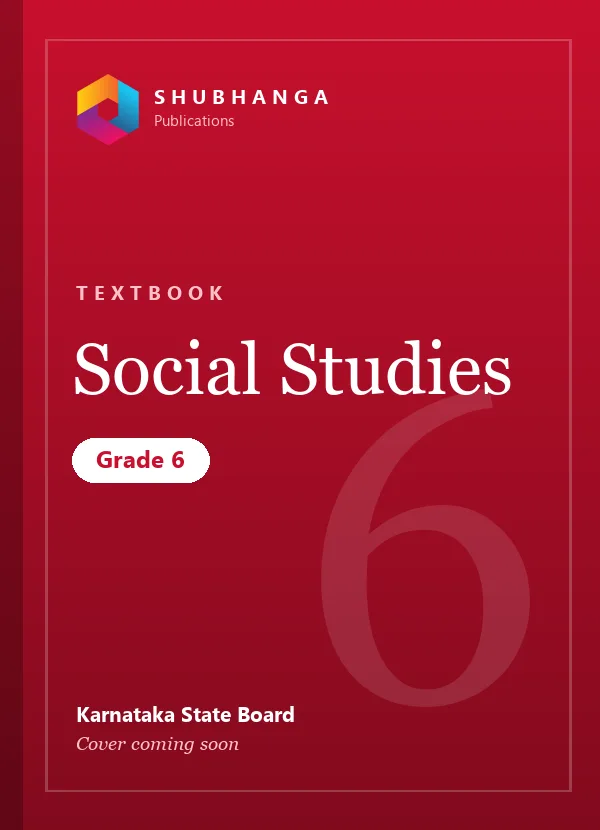 SHUBHANGA
Publications
TEXTBOOK
Social Studies
Grade 6
6
Karnataka State Board
Cover coming soon